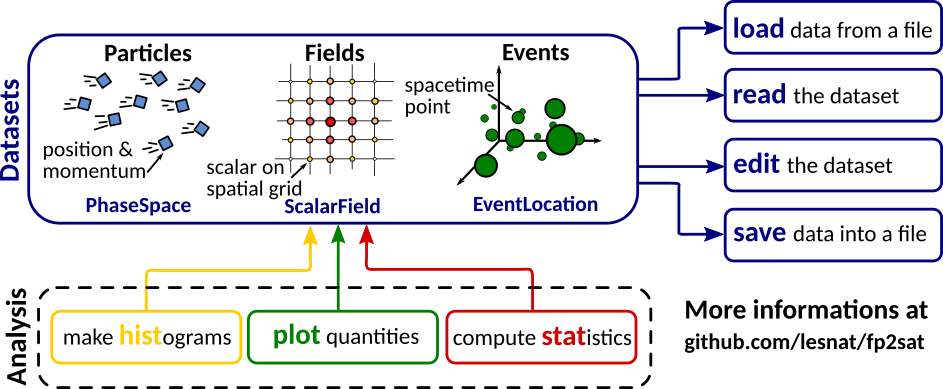 Datasets
Particles
position &
momentum
PhaseSpace
Fields
scalar on
spatial grid
ScalarField
Events
spacetime
point
EventLocation
load data from a file
read the dataset
edit the dataset
save data into a file
Analysis
make histograms
plot quantities
compute statistics
More informations at
github.com/lesnat/fp2sat